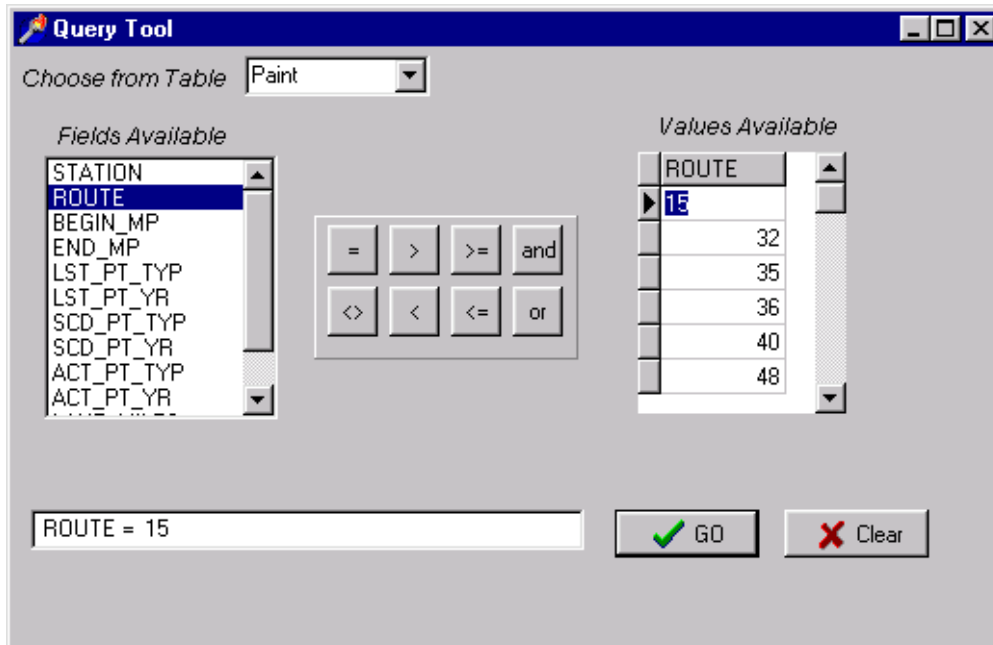 Query Tool
Choose from Table Paint
Fields Available
STATION
ROUTE
BEGIN_MP
END_MP
LST_PT_TYP
LST_PT_YR
SCD_PT_TYP
SCD_PT_YR
ACT_PT_TYP
ACT_PT_YR
= > >= and
<> < <= or
Values Available
ROUTE
15
32
35
36
40
48
ROUTE = 15
GO Clear